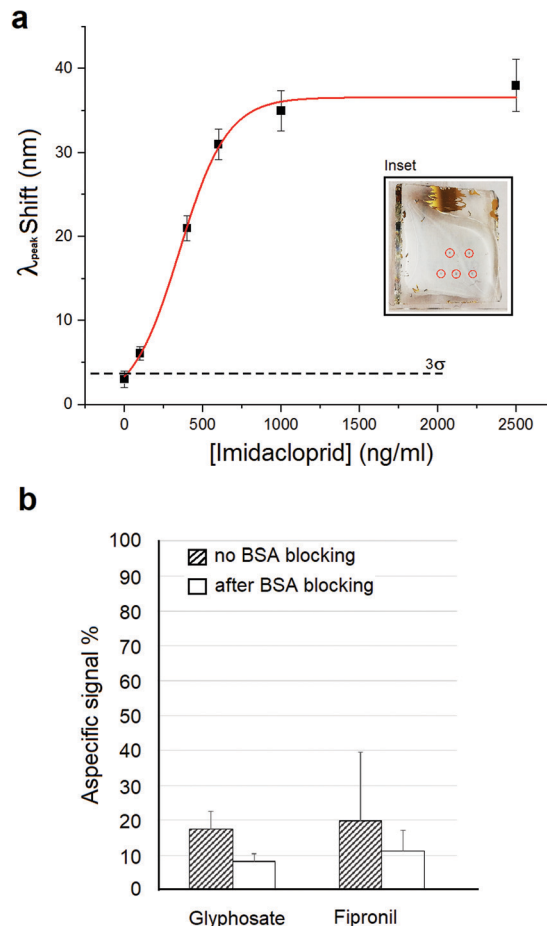 a
λpeak Shift (nm)
40
30
20
10
0
Inset
3σ
0 500 1000 1500 2000 2500
[Imidacloprid] (ng/ml)
b
Aspecific signal %
100
90
80
70
60
50
40
30
20
10
0
no BSA blocking
after BSA blocking
Glyphosate Fipronil